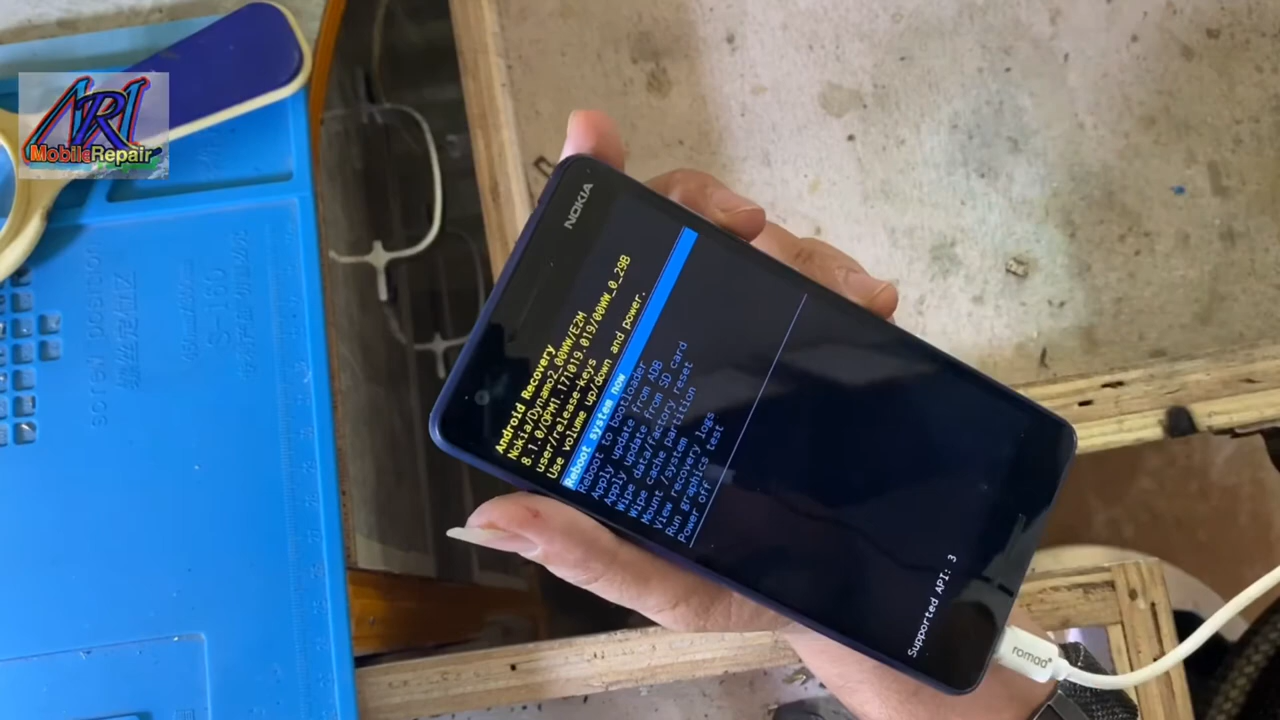 ARI
MobileRepair
NOKIA
Android Recovery
Nokia/Dynamo2_00WW/E2M
8.1.0/OPM1.171019.019/00WW_0_29B
user/release-keys
Use volume up/down and power.
Reboot system now
Reboot to bootloader
Apply update from ADB
Apply update from SD card
Wipe data/factory reset
Wipe cache partition
Mount /system
View recovery logs
Run graphics test
Power off
Supported API: 3
romaa
S-160